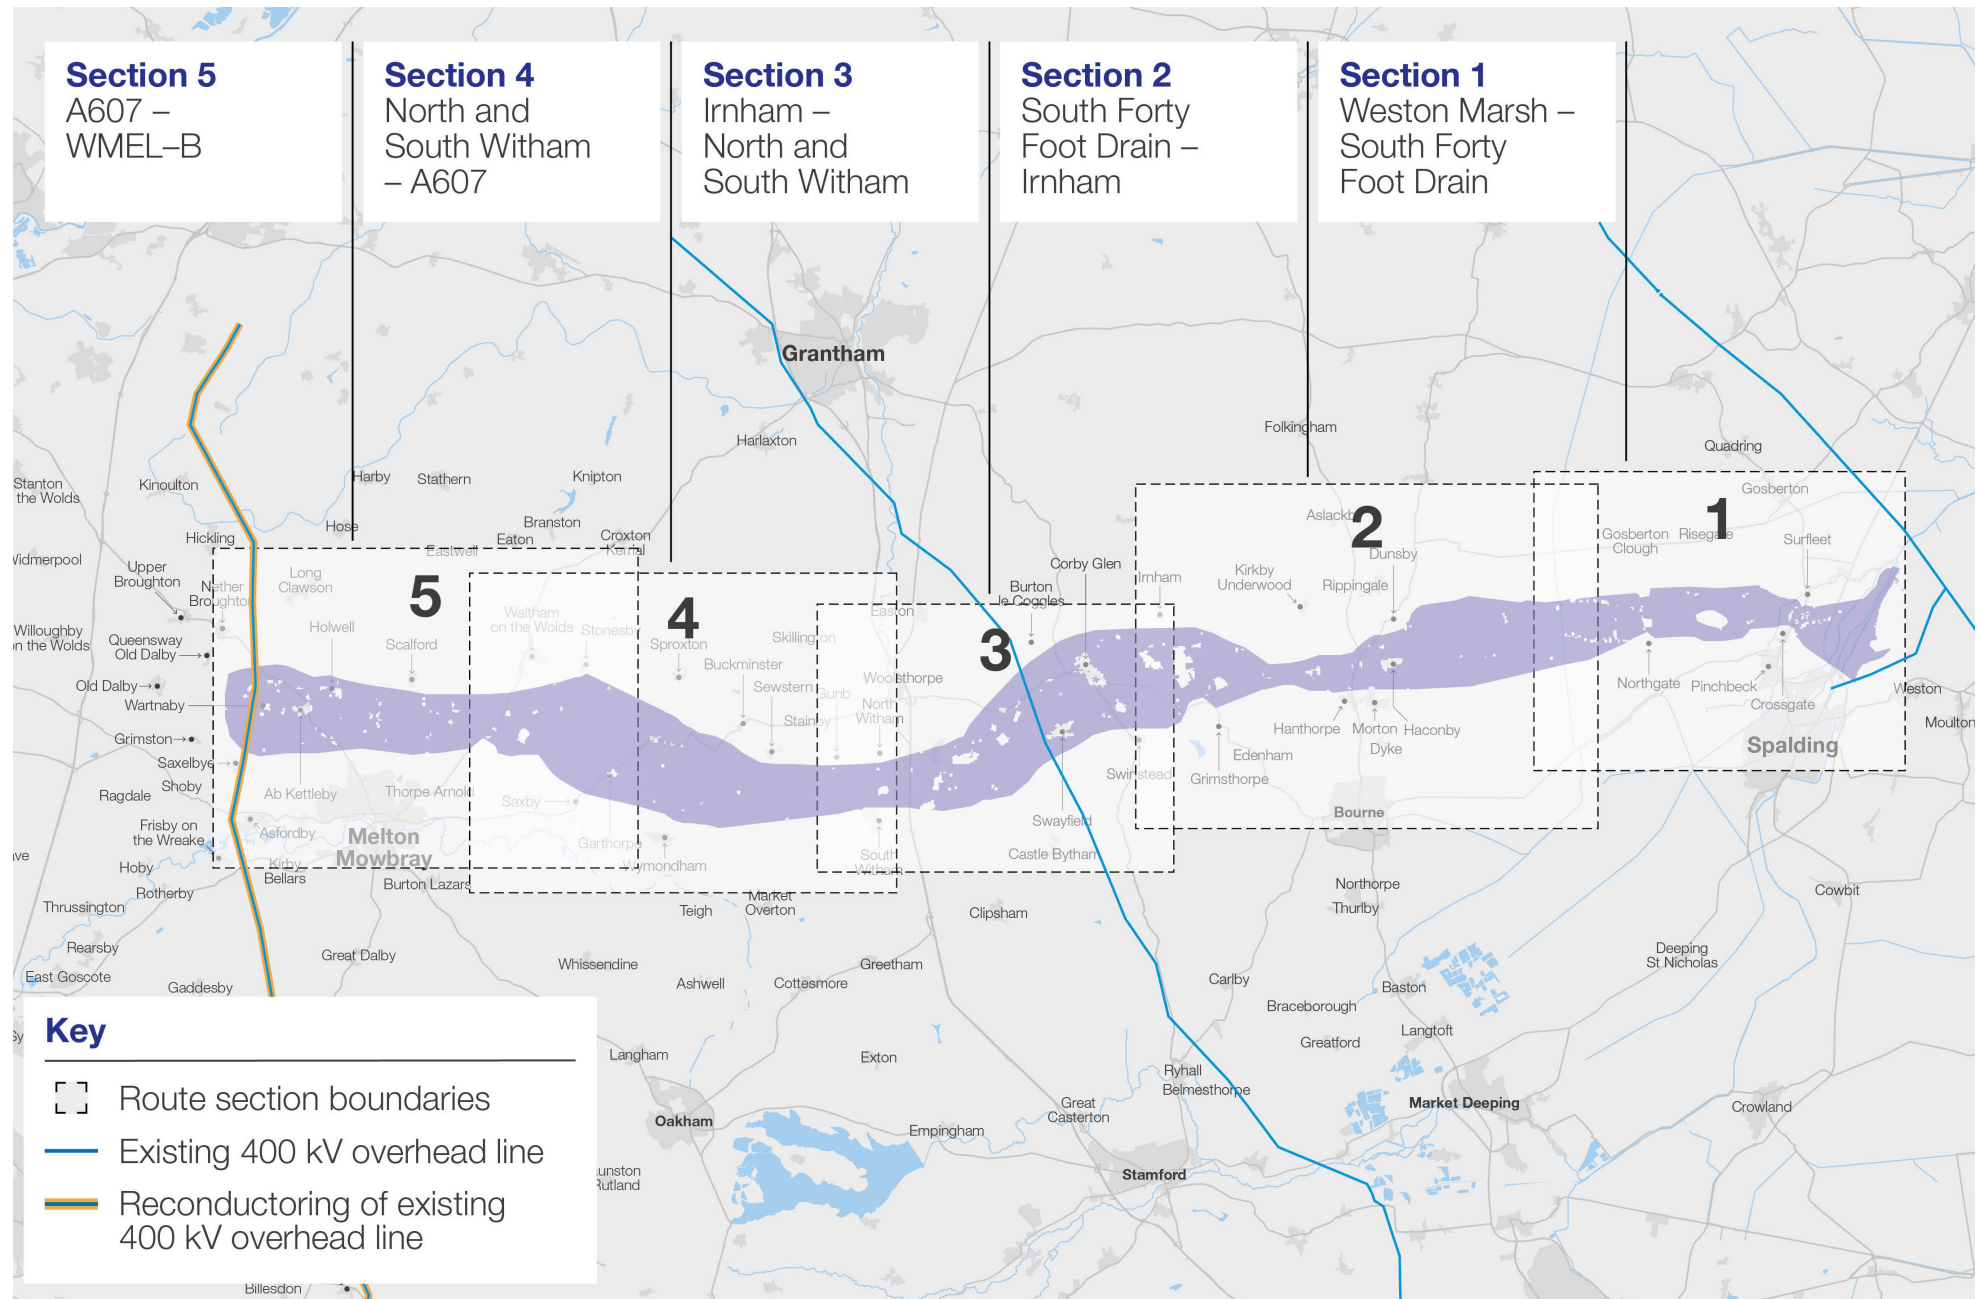 Section 5
A607 –
WMEL–B
Section 4
North and
South Witham
– A607
Section 3
Irnham –
North and
South Witham
Section 2
South Forty
Foot Drain –
Irnham
Section 1
Weston Marsh –
South Forty
Foot Drain
Grantham
Harlaxton
Folkingham
Quadring
Stanton
the Wolds
Kinoulton
Harby
Stathern
Knipton
Gosberton
Hickling
Hose
Eaton
Branston
Croxton
Kerrial
Eastwell
Aslackby
2
1
Gosberton
Clough
Risegate
Surfleet
Dunsby
Upper
Broughton
Nether
Broughton
Long
Clawson
5
4
3
Waltham
on the Wolds
Stonesby
Easton
Burton
le Coggles
Corby Glen
Irnham
Kirkby
Underwood
Rippingale
Willoughby
on the Wolds
Queensway
Old Dalby
Holwell
Scalford
Sproxton
Skillington
Buckminster
Old Dalby
Wartnaby
Sewstern
Gunb
Woolsthorpe
North
Witham
Stainby
Northgate
Pinchbeck
Crossgate
Weston
Moulton
Grimston
Saxelbye
Shoby
Ragdale
Ab Kettleby
Thorpe Arnold
Saxby
Swinstead
Grimsthorpe
Edenham
Hanthorpe
Morton
Dyke
Haconby
Spalding
Frisby on
the Wreake
Asfordby
Melton
Mowbray
Garthorpe
Wymondham
South
Witham
Swayfield
Castle Bytham
Bourne
Hoby
Kirby
Bellars
Burton Lazars
Rotherby
Thrussington
Teigh
Market
Overton
Clipsham
Northorpe
Thurlby
Cowbit
Rearsby
East Goscote
Great Dalby
Gaddesby
Whissendine
Ashwell
Cottesmore
Greetham
Carlby
Braceborough
Baston
Deeping
St Nicholas
Greatford
Langtoft
Langham
Exton
Ryhall
Belmesthorpe
Oakham
Empingham
Great
Casterton
Market Deeping
Crowland
Stamford
Key
Route section boundaries
Existing 400 kV overhead line
Reconductoring of existing
400 kV overhead line
Billesdon